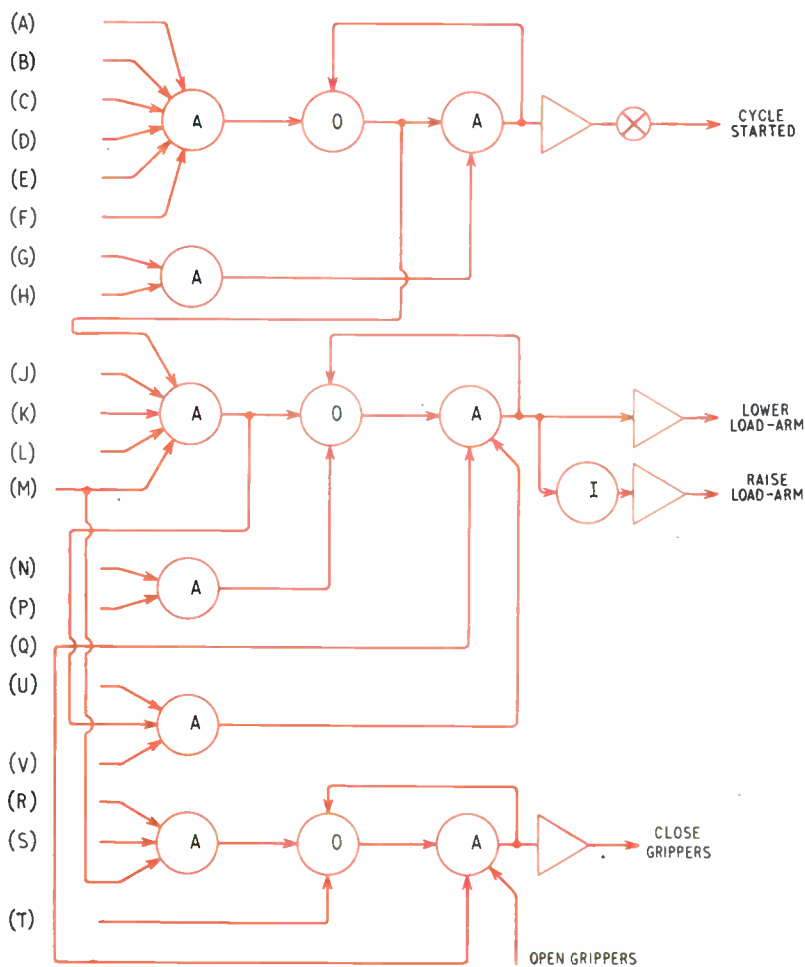 (A)
(B)
(C)
(D)
(E)
(F)
A
O
A
CYCLE
STARTED
(G)
(H)
A
(J)
(K)
(L)
(M)
A
O
A
LOWER
LOAD-ARM
I
RAISE
LOAD-ARM
(N)
(P)
A
(Q)
(U)
(V)
A
(R)
(S)
A
O
A
CLOSE
GRIPPERS
(T)
OPEN GRIPPERS